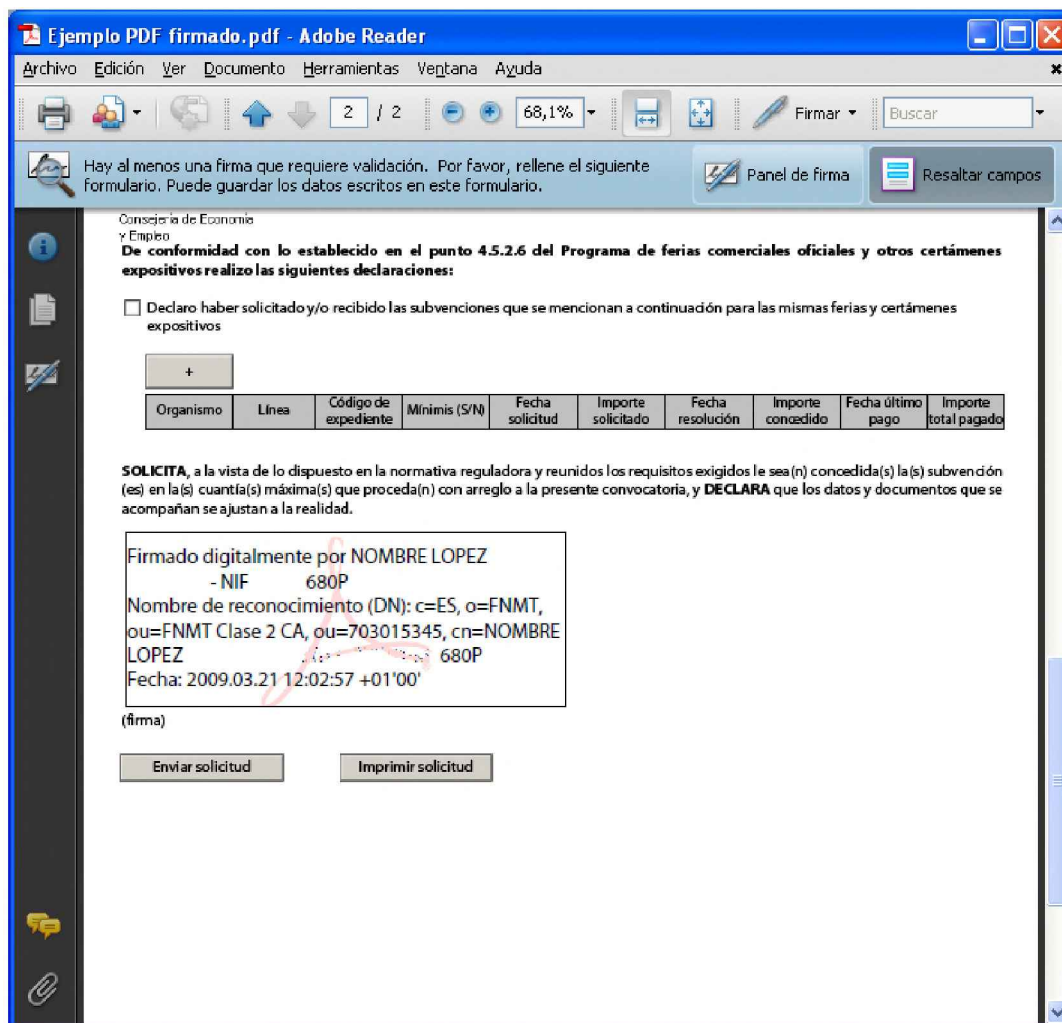 Ejemplo PDF firmado.pdf - Adobe Reader
Archivo Edición Ver Documento Herramientas Ventana Ayuda
2 / 2 68,1% Firmar Buscar
Hay al menos una firma que requiere validación. Por favor, rellene el siguiente
formulario. Puede guardar los datos escritos en este formulario.
Panel de firma
Resaltar campos
Consejería de Economía
y Empleo
De conformidad con lo establecido en el punto 4.5.2.6 del Programa de ferias comerciales oficiales y otros certámenes
expositivos realizo las siguientes declaraciones:
Declaro haber solicitado y/o recibido las subvenciones que se mencionan a continuación para las mismas ferias y certámenes
expositivos
+
Organismo Línea Código de expediente Mínimis (S/N) Fecha solicitud Importe solicitado Fecha resolución Importe concedido Fecha último pago Importe total pagado
SOLICITA, a la vista de lo dispuesto en la normativa reguladora y reunidos los requisitos exigidos le sea(n) concedida(s) la(s) subvención
(es) en la(s) cuantía(s) máxima(s) que proceda(n) con arreglo a la presente convocatoria, y DECLARA que los datos y documentos que se
acompañan se ajustan a la realidad.
Firmado digitalmente por NOMBRE LOPEZ
- NIF 680P
Nombre de reconocimiento (DN): c=ES, o=FNMT,
ou=FNMT Clase 2 CA, ou=703015345, cn=NOMBRE
LOPEZ 680P
Fecha: 2009.03.21 12:02:57 +01'00'
(firma)
Enviar solicitud Imprimir solicitud